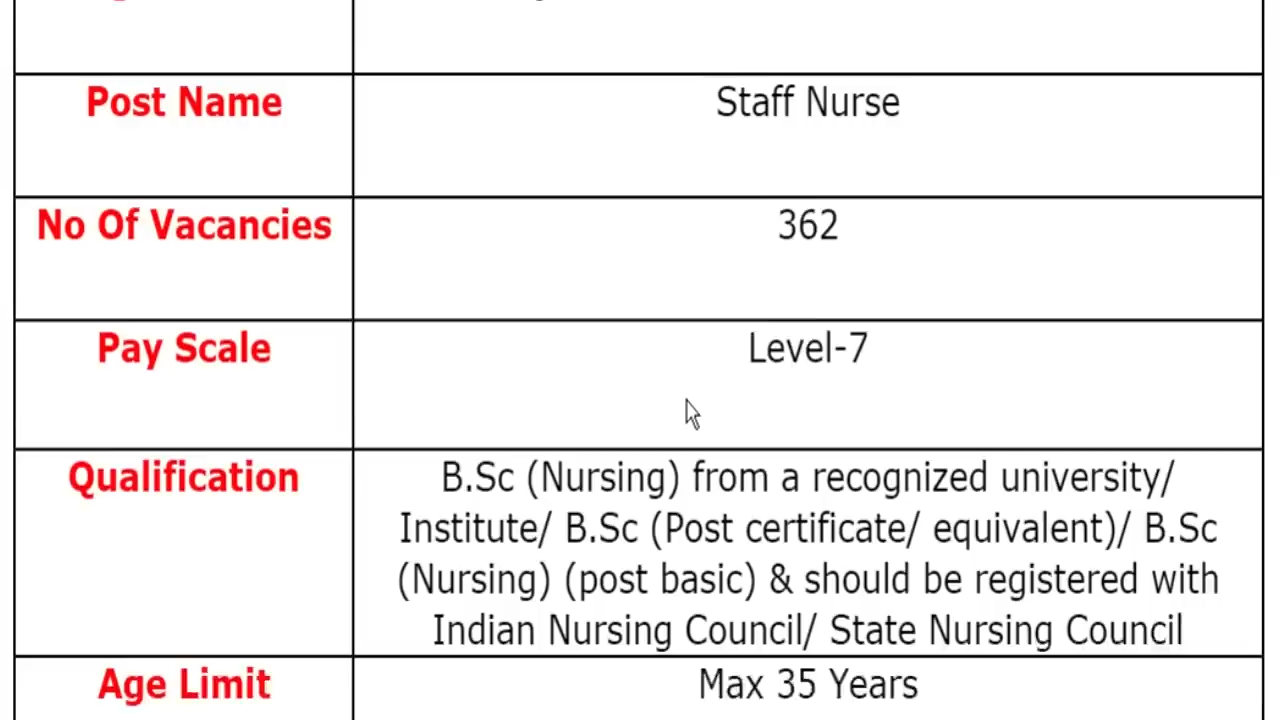 Post Name
Staff Nurse
No Of Vacancies
362
Pay Scale
Level-7
Qualification
B.Sc (Nursing) from a recognized university/
Institute/ B.Sc (Post certificate/ equivalent)/ B.Sc
(Nursing) (post basic) & should be registered with
Indian Nursing Council/ State Nursing Council
Age Limit
Max 35 Years